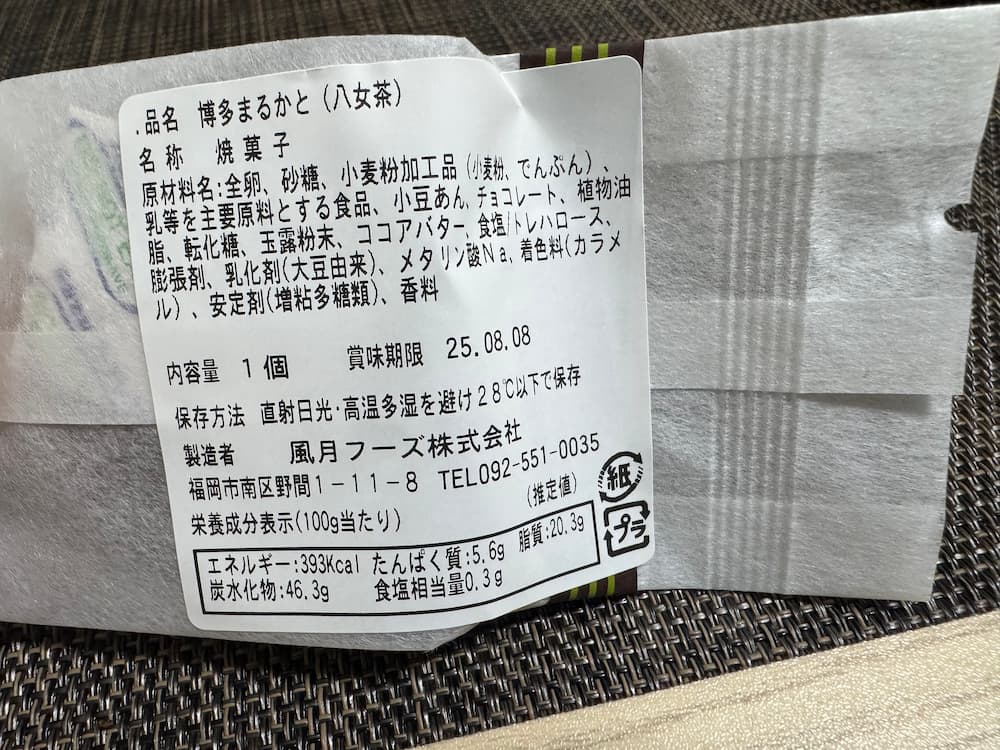 品名 博多まるかと（八女茶）
名称 焼菓子
原材料名:全卵、砂糖、小麦粉加工品（小麦粉、でんぷん）、
乳等を主要原料とする食品、小豆あん、チョコレート、植物油
脂、転化糖、玉露粉末、ココアバター、食塩/トレハロース、
膨張剤、乳化剤（大豆由来）、メタリン酸Na、着色料（カラメ
ル）、安定剤（増粘多糖類）、香料
内容量 1個 賞味期限 25.08.08
保存方法 直射日光・高温多湿を避け28℃以下で保存
製造者 風月フーズ株式会社
福岡市南区野間1-11-8 TEL092-551-0035
栄養成分表示（100g当たり） （推定値）
エネルギー:393Kcal たんぱく質:5.6g 脂質:20.3g
炭水化物:46.3g 食塩相当量0.3g
紙
プラ